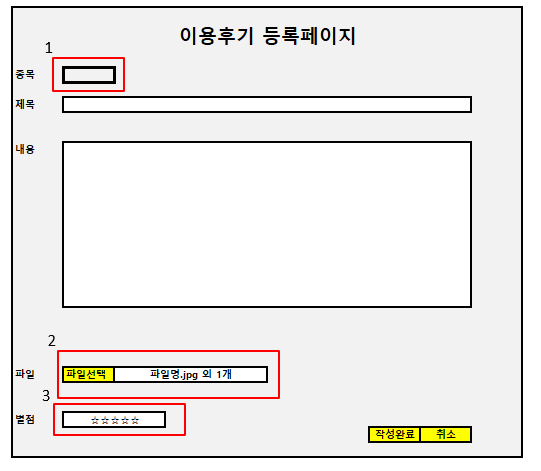 이용후기 등록페이지
1
종목
제목
내용
2
파일 파일선택 파일명.jpg 외 1개
3
별점 ☆☆☆☆☆
작성완료 취소